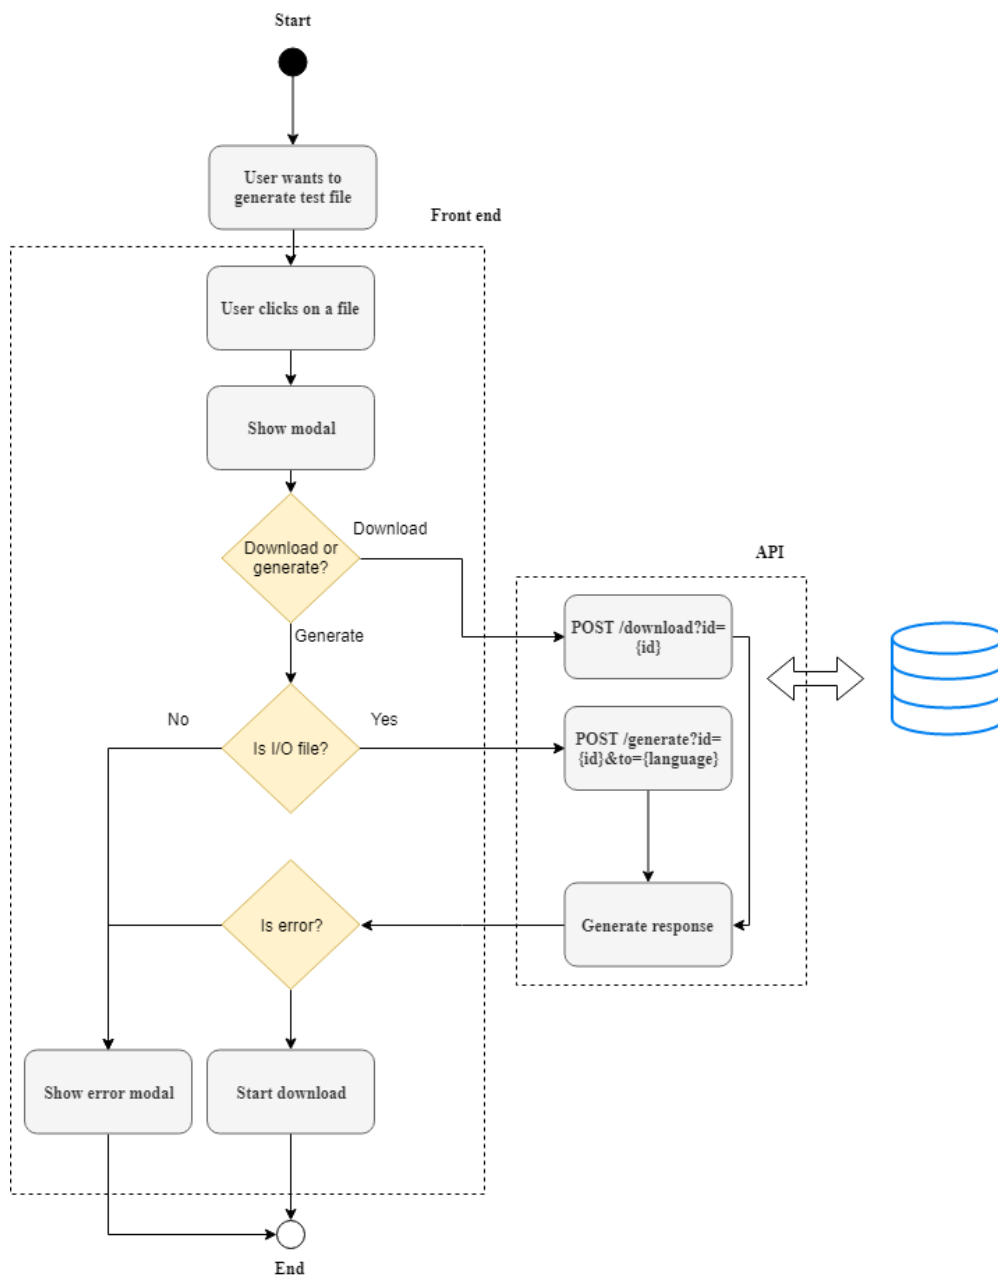 Start
User wants to
generate test file
Front end
User clicks on a file
Show modal
Download or
generate?
Download
Generate
API
POST /download?id=
{id}
No
Yes
Is I/O file?
POST /generate?id=
{id}&to={language}
Is error?
Generate response
Show error modal
Start download
End